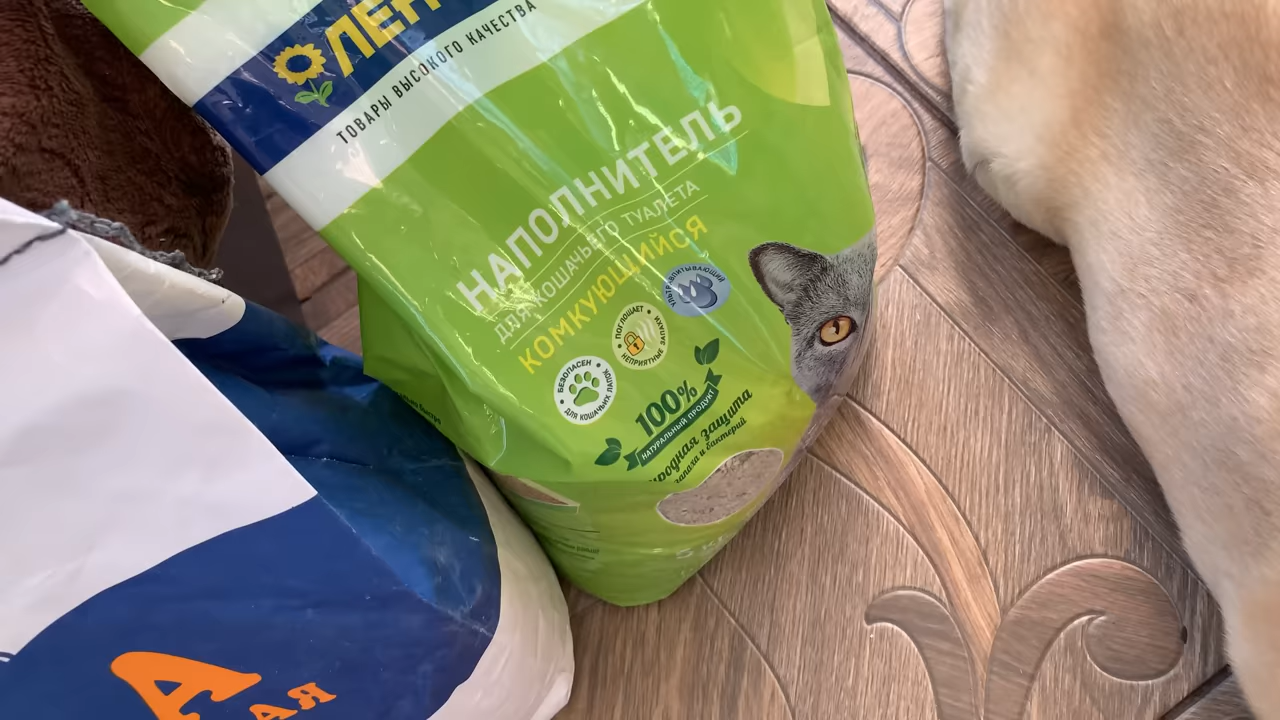 ТОВАРЫ ВЫСОКОГО КАЧЕСТВА
НАПОЛНИТЕЛЬ
ДЛЯ КОШАЧЬЕГО ТУАЛЕТА
КОМКУЮЩИЙСЯ
УЛЬТРАВПИТЫВАЮЩИЙ
ПОГЛОЩАЕТ
НЕПРИЯТНЫЕ ЗАПАХИ
БЕЗОПАСЕН
ДЛЯ КОШАЧЬИХ ЛАПОК
100%
НАТУРАЛЬНЫЙ ПРОДУКТ
защита
запаха и бактерий